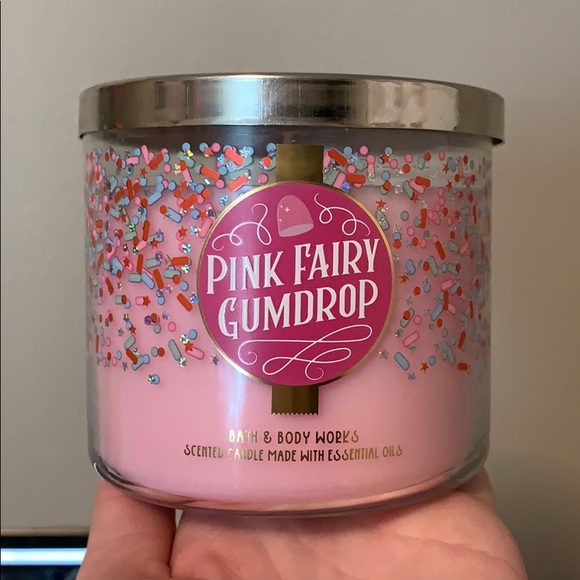 PINK FAIRY
GUMDROP
BATH & BODY WORKS
SCENTED CANDLE MADE WITH ESSENTIAL OILS